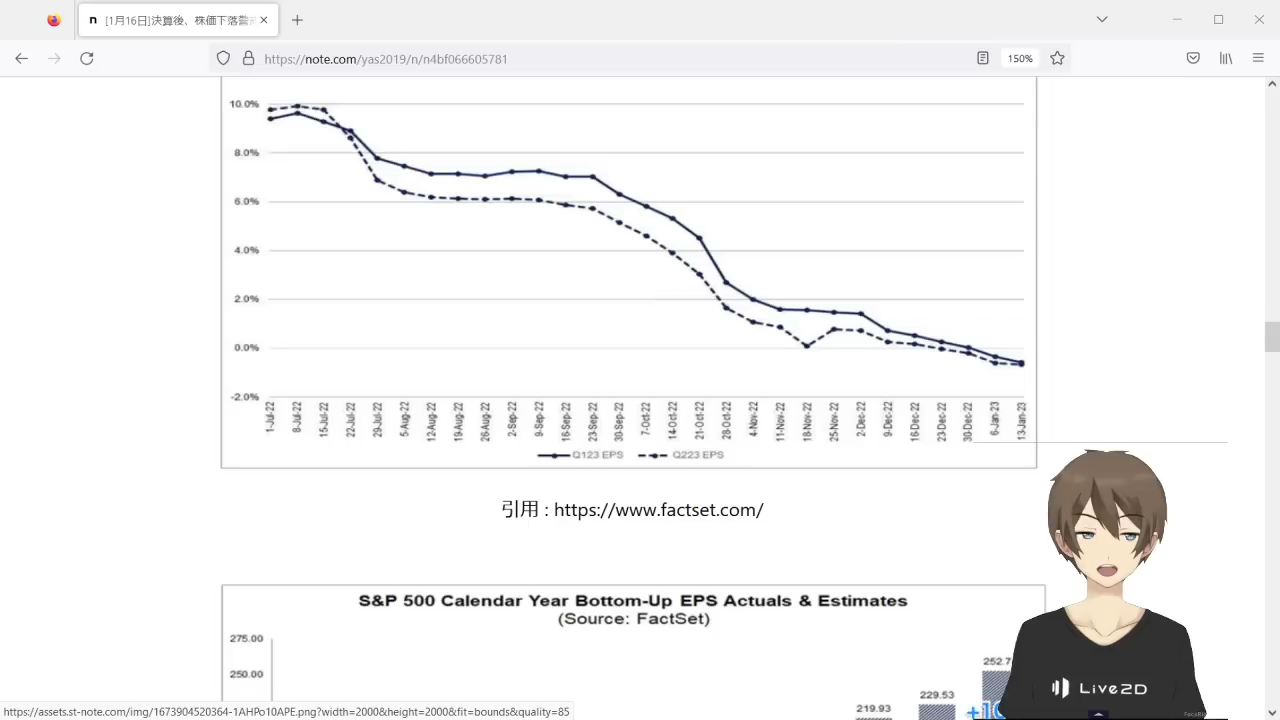 [1月16日]決算後、株価下落
https://note.com/yas2019/n/n4bf066605781
150%
10.0%
8.0%
6.0%
4.0%
2.0%
0.0%
-2.0%
1-Jul-22 8-Jul-22 15-Jul-22 22-Jul-22 29-Jul-22 5-Aug-22 12-Aug-22 19-Aug-22 26-Aug-22 2-Sep-22 9-Sep-22 16-Sep-22 23-Sep-22 30-Sep-22 7-Oct-22 14-Oct-22 21-Oct-22 28-Oct-22 4-Nov-22 11-Nov-22 18-Nov-22 25-Nov-22 2-Dec-22 9-Dec-22 16-Dec-22 23-Dec-22 30-Dec-22 6-Jan-23 13-Jan-23
Q123 EPS Q223 EPS
引用 : https://www.factset.com/
S&P 500 Calendar Year Bottom-Up EPS Actuals & Estimates
(Source: FactSet)
275.00
250.00
252.7
229.53
219.93
Live2D
https://assets.st-note.com/img/1673904520364-1AHPo10APE.png?width=2000&height=2000&fit=bounds&quality=85